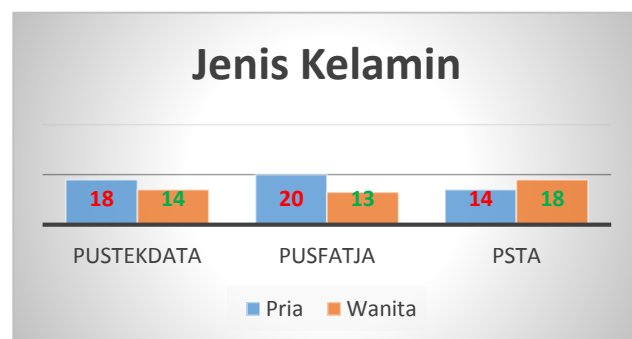 Jenis Kelamin
18 14 20 13 14 18
PUSTEKDATA PUSFATJA PSTA
Pria Wanita